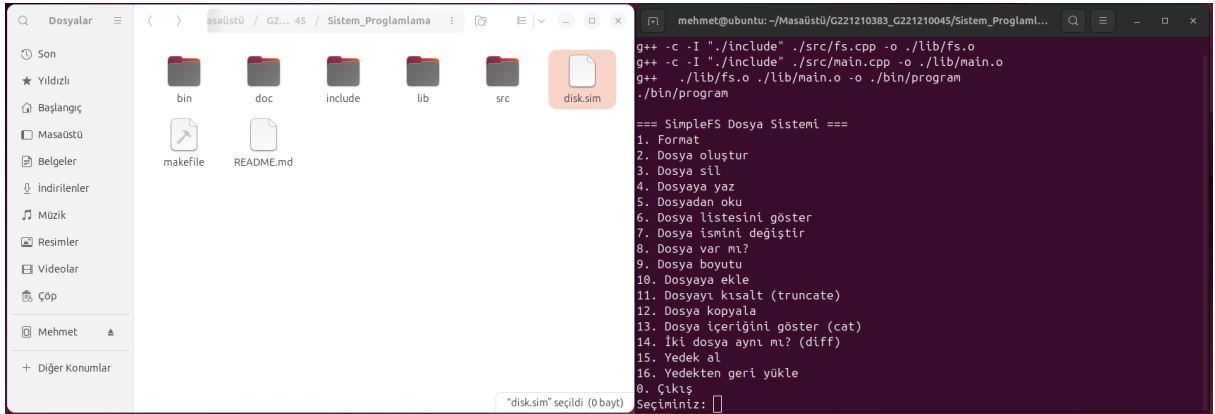 Dosyalar
asaüstü / G2... 45 / Sistem_Proglamlama
Son
Yıldızlı
Başlangıç
Masaüstü
Belgeler
İndirilenler
Müzik
Resimler
Videolar
Çöp
Mehmet
Diğer Konumlar
bin
doc
include
lib
src
disk.sim
makefile
README.md
"disk.sim" seçildi (0 bayt)
mehmet@ubuntu: ~/Masaüstü/G221210383_G221210045/Sistem_Proglaml...
g++ -c -I "./include" ./src/fs.cpp -o ./lib/fs.o
g++ -c -I "./include" ./src/main.cpp -o ./lib/main.o
g++   ./lib/fs.o ./lib/main.o -o ./bin/program
./bin/program
=== SimpleFS Dosya Sistemi ===
1. Format
2. Dosya oluştur
3. Dosya sil
4. Dosyaya yaz
5. Dosyadan oku
6. Dosya listesini göster
7. Dosya ismini değiştir
8. Dosya var mı?
9. Dosya boyutu
10. Dosyaya ekle
11. Dosyayı kısalt (truncate)
12. Dosya kopyala
13. Dosya içeriğini göster (cat)
14. İki dosya aynı mı? (diff)
15. Yedek al
16. Yedekten geri yükle
0. Çıkış
Seçiminiz: